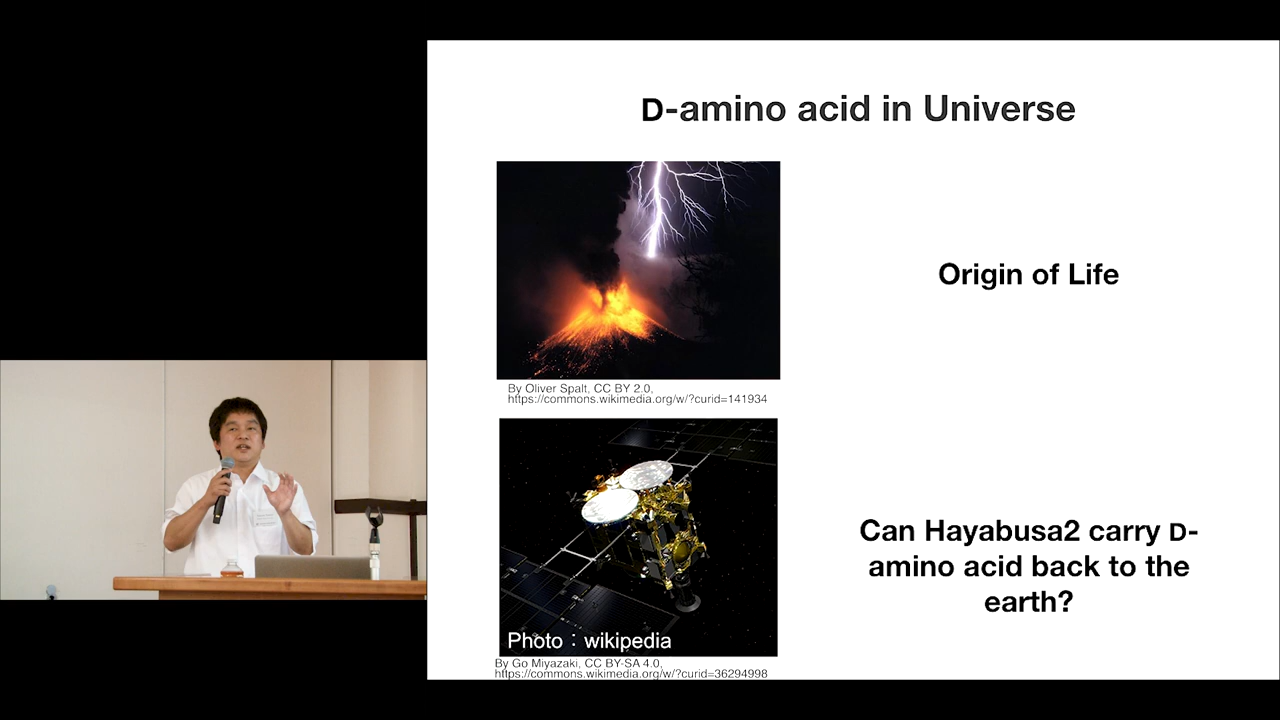 D-amino acid in Universe
Origin of Life
By Oliver Spalt, CC BY 2.0,
https://commons.wikimedia.org/w/?curid=141934
Can Hayabusa2 carry D-
amino acid back to the
earth?
Photo：wikipedia
By Go Miyazaki, CC BY-SA 4.0,
https://commons.wikimedia.org/w/?curid=36294998